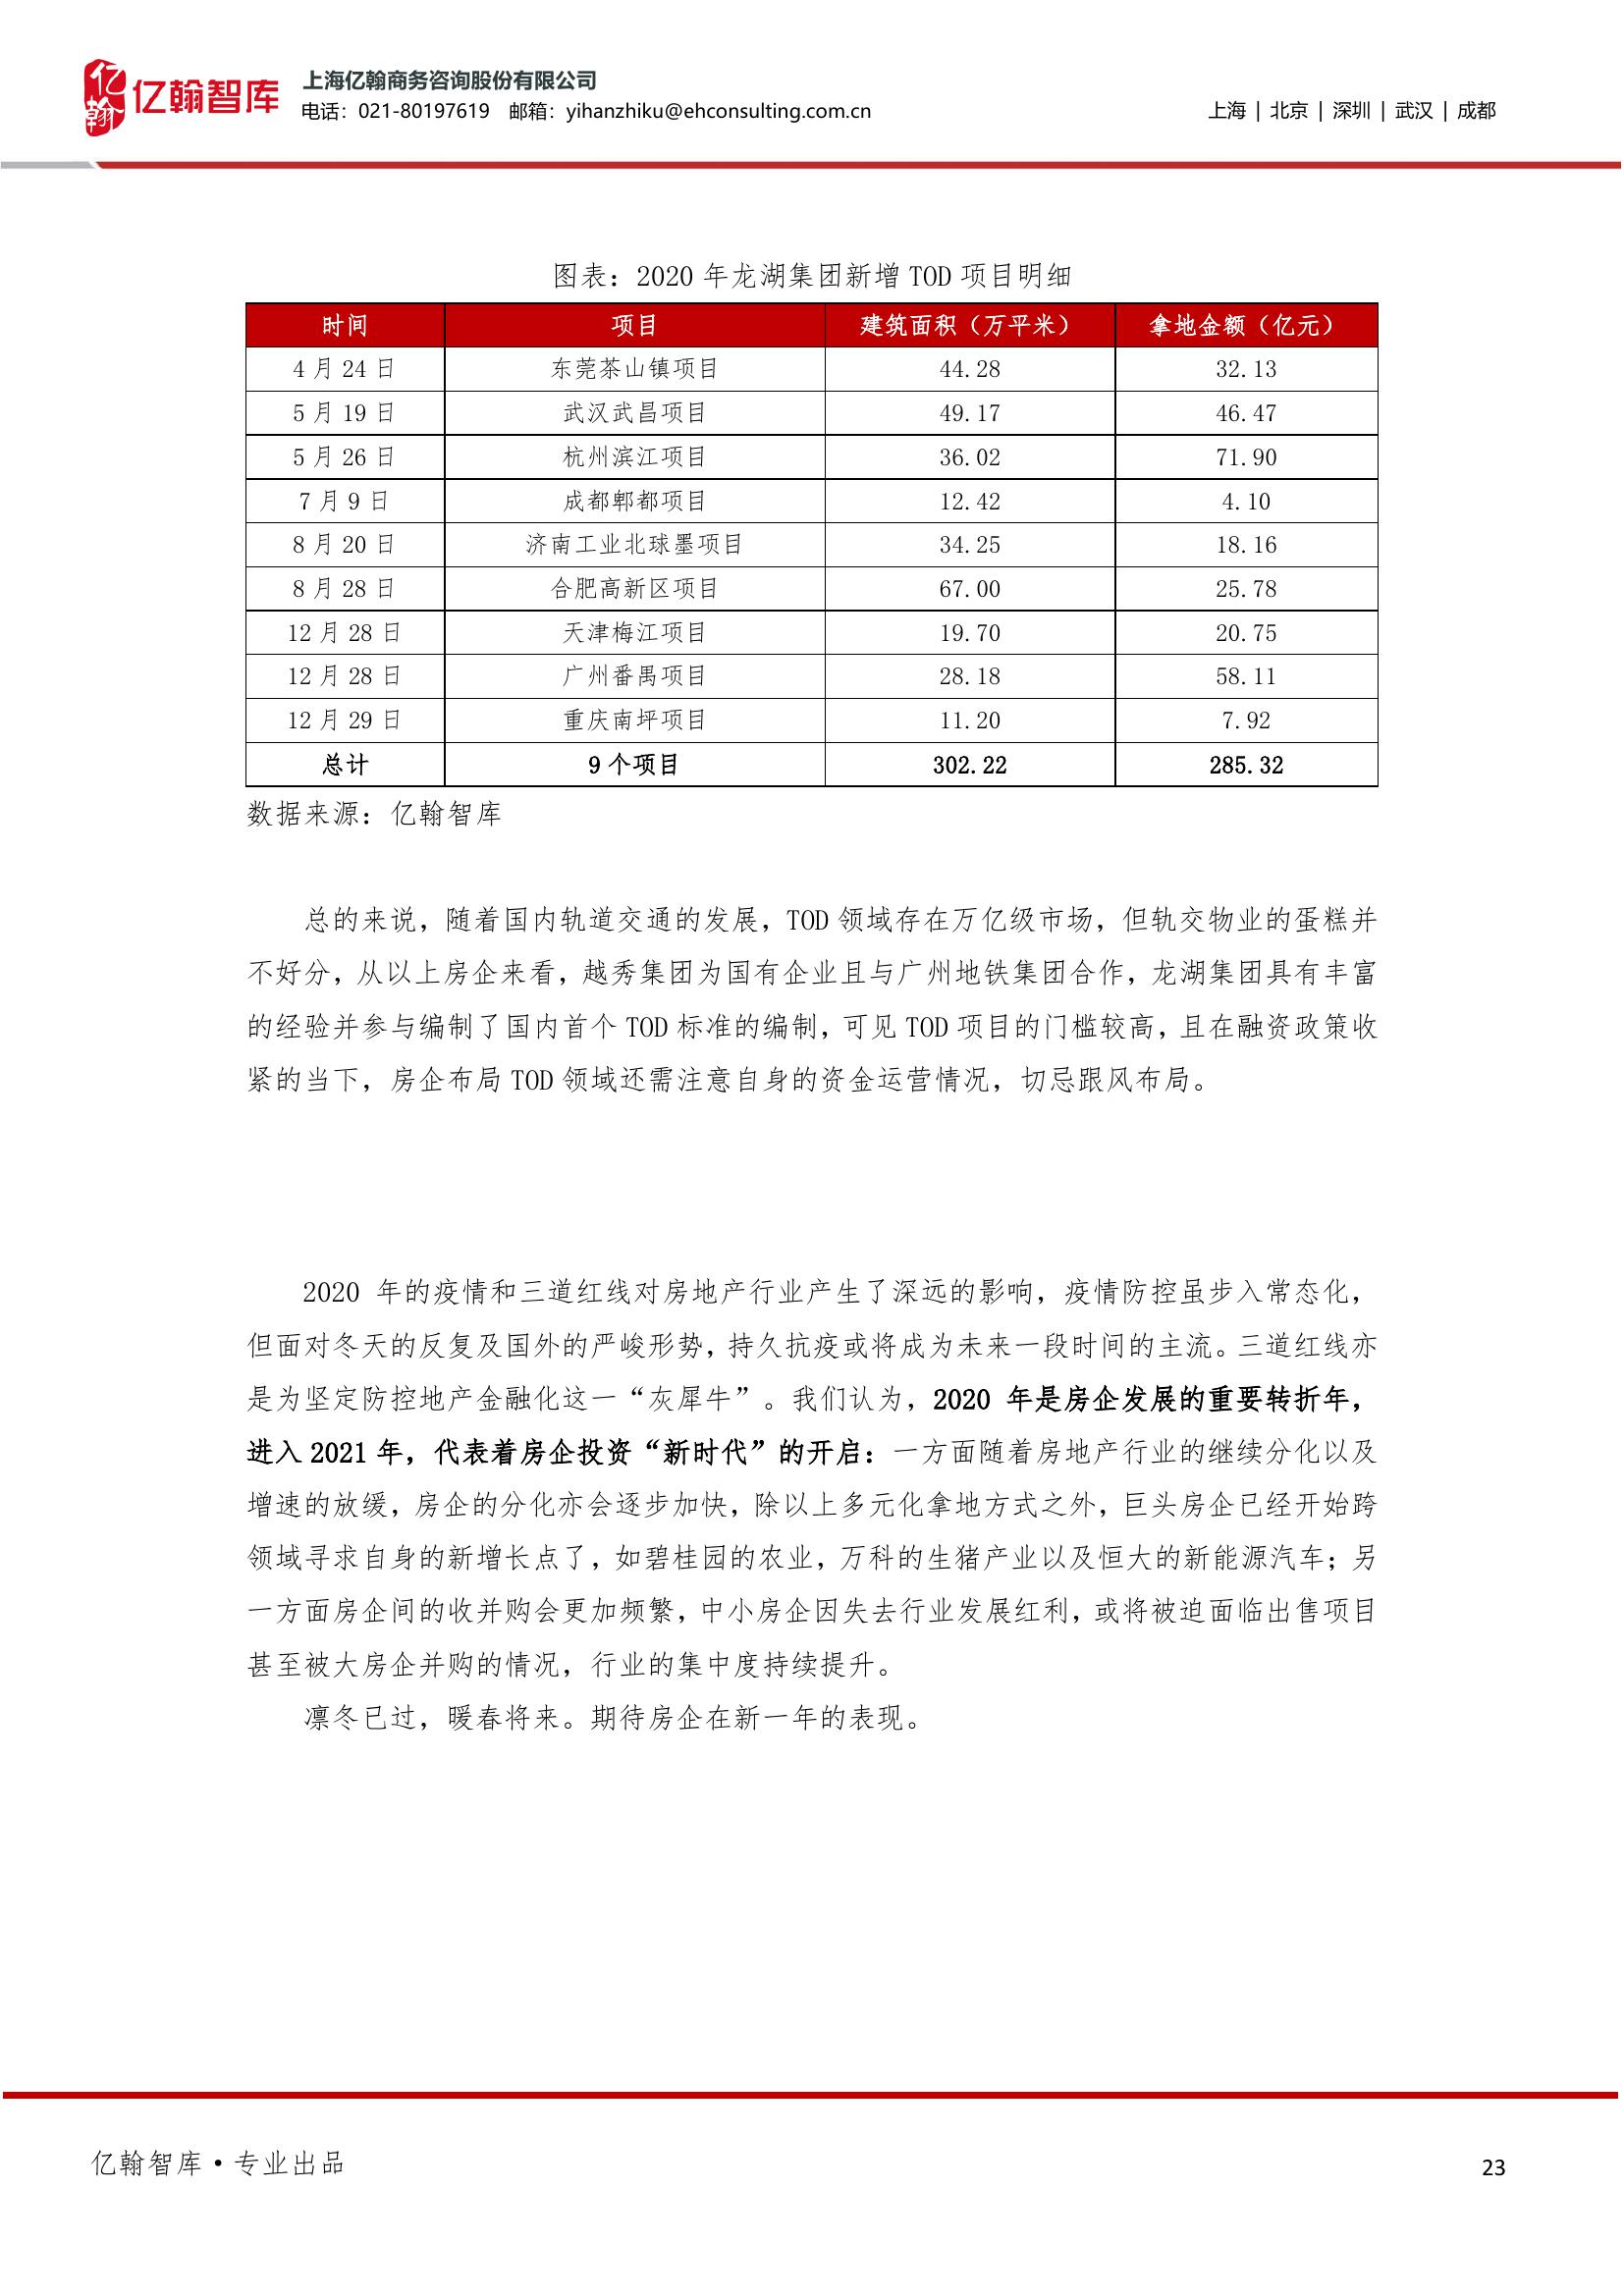 亿翰
亿翰智库
上海亿翰商务咨询股份有限公司
电话：021-80197619 邮箱：yihanzhiku@ehconsulting.com.cn
上海 | 北京 | 深圳 | 武汉 | 成都
图表：2020 年龙湖集团新增 TOD 项目明细
时间 项目 建筑面积（万平米） 拿地金额（亿元）
4 月 24 日 东莞茶山镇项目 44.28 32.13
5 月 19 日 武汉武昌项目 49.17 46.47
5 月 26 日 杭州滨江项目 36.02 71.90
7 月 9 日 成都郫都项目 12.42 4.10
8 月 20 日 济南工业北球墨项目 34.25 18.16
8 月 28 日 合肥高新区项目 67.00 25.78
12 月 28 日 天津梅江项目 19.70 20.75
12 月 28 日 广州番禺项目 28.18 58.11
12 月 29 日 重庆南坪项目 11.20 7.92
总计 9 个项目 302.22 285.32
数据来源：亿翰智库
总的来说，随着国内轨道交通的发展，TOD 领域存在万亿级市场，但轨交物业的蛋糕并
不好分，从以上房企来看，越秀集团为国有企业且与广州地铁集团合作，龙湖集团具有丰富
的经验并参与编制了国内首个 TOD 标准的编制，可见 TOD 项目的门槛较高，且在融资政策收
紧的当下，房企布局 TOD 领域还需注意自身的资金运营情况，切忌跟风布局。
2020 年的疫情和三道红线对房地产行业产生了深远的影响，疫情防控虽步入常态化，
但面对冬天的反复及国外的严峻形势，持久抗疫或将成为未来一段时间的主流。三道红线亦
是为坚定防控地产金融化这一“灰犀牛”。我们认为，2020 年是房企发展的重要转折年，
进入 2021 年，代表着房企投资“新时代”的开启：一方面随着房地产行业的继续分化以及
增速的放缓，房企的分化亦会逐步加快，除以上多元化拿地方式之外，巨头房企已经开始跨
领域寻求自身的新增长点了，如碧桂园的农业，万科的生猪产业以及恒大的新能源汽车；另
一方面房企间的收并购会更加频繁，中小房企因失去行业发展红利，或将被迫面临出售项目
甚至被大房企并购的情况，行业的集中度持续提升。
凛冬已过，暖春将来。期待房企在新一年的表现。
亿翰智库·专业出品
23